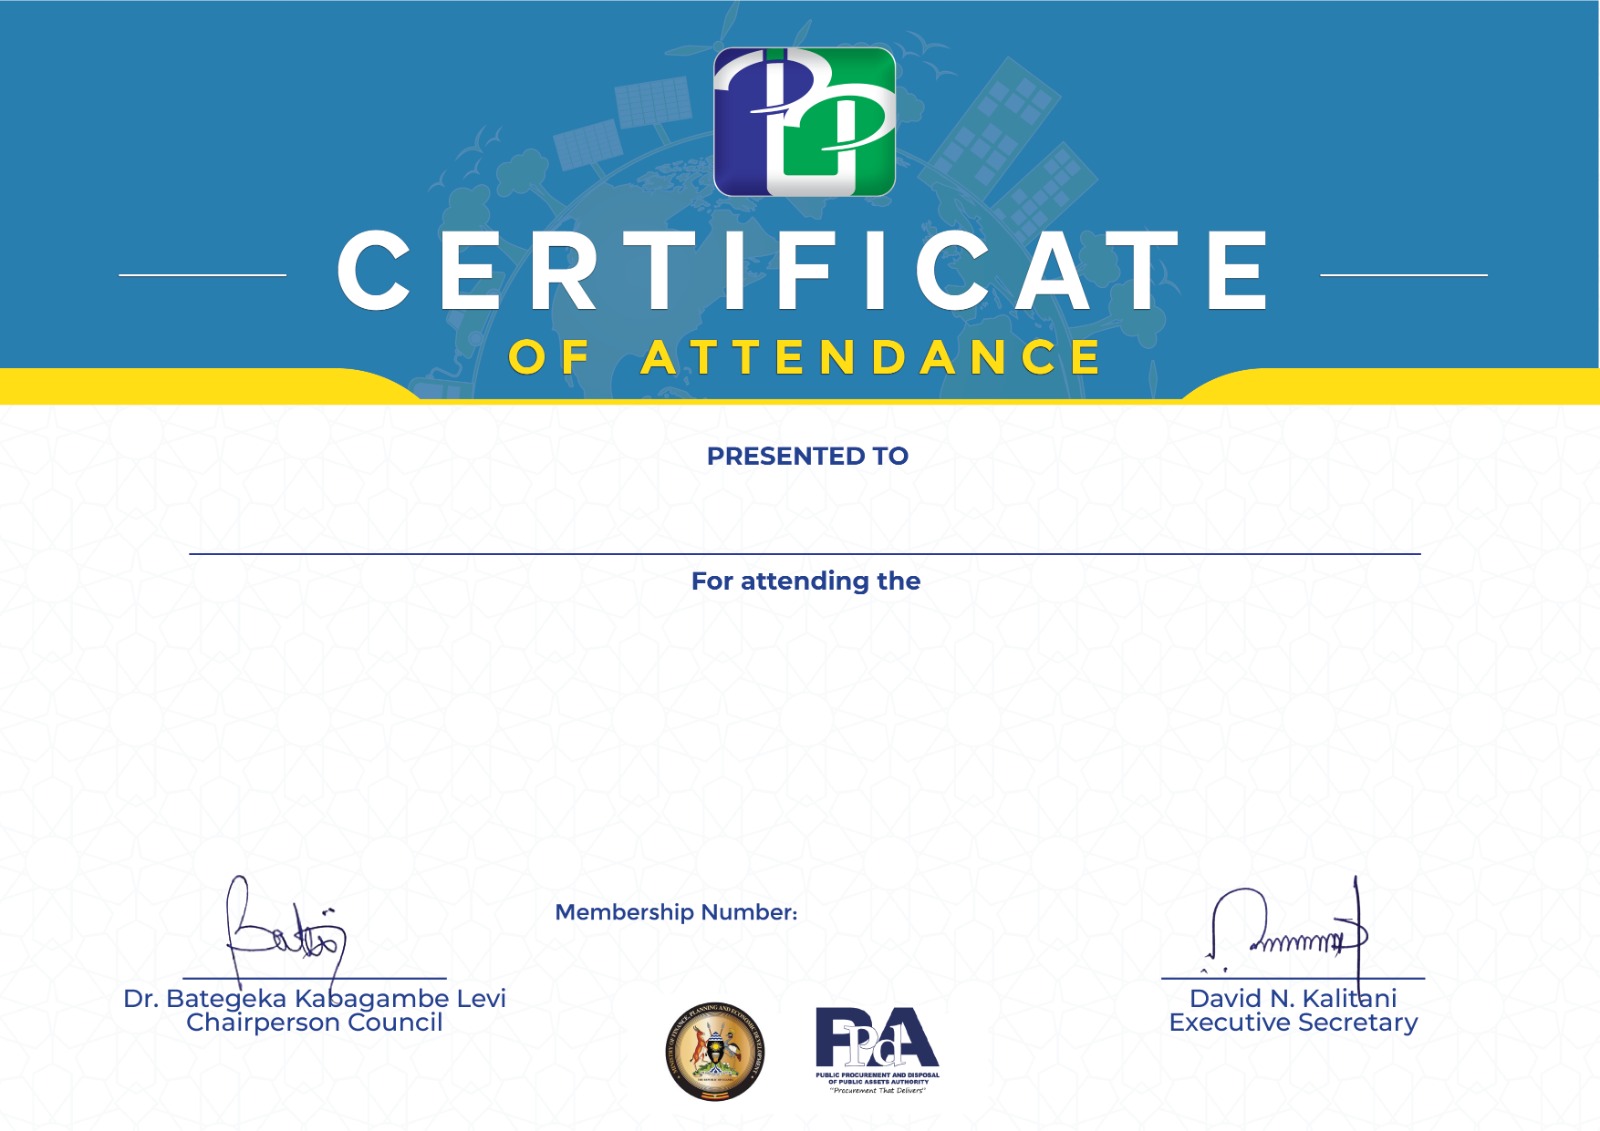 CERTIFICATE
OF ATTENDANCE
PRESENTED TO
For attending the
Membership Number:
Dr. Bategeka Kabagambe Levi
Chairperson Council
David N. Kalitani
Executive Secretary
MINISTRY OF FINANCE, PLANNING AND ECONOMIC DEVELOPMENT
PPdA
PUBLIC PROCUREMENT AND DISPOSAL
OF PUBLIC ASSETS AUTHORITY
"Procurement That Delivers"